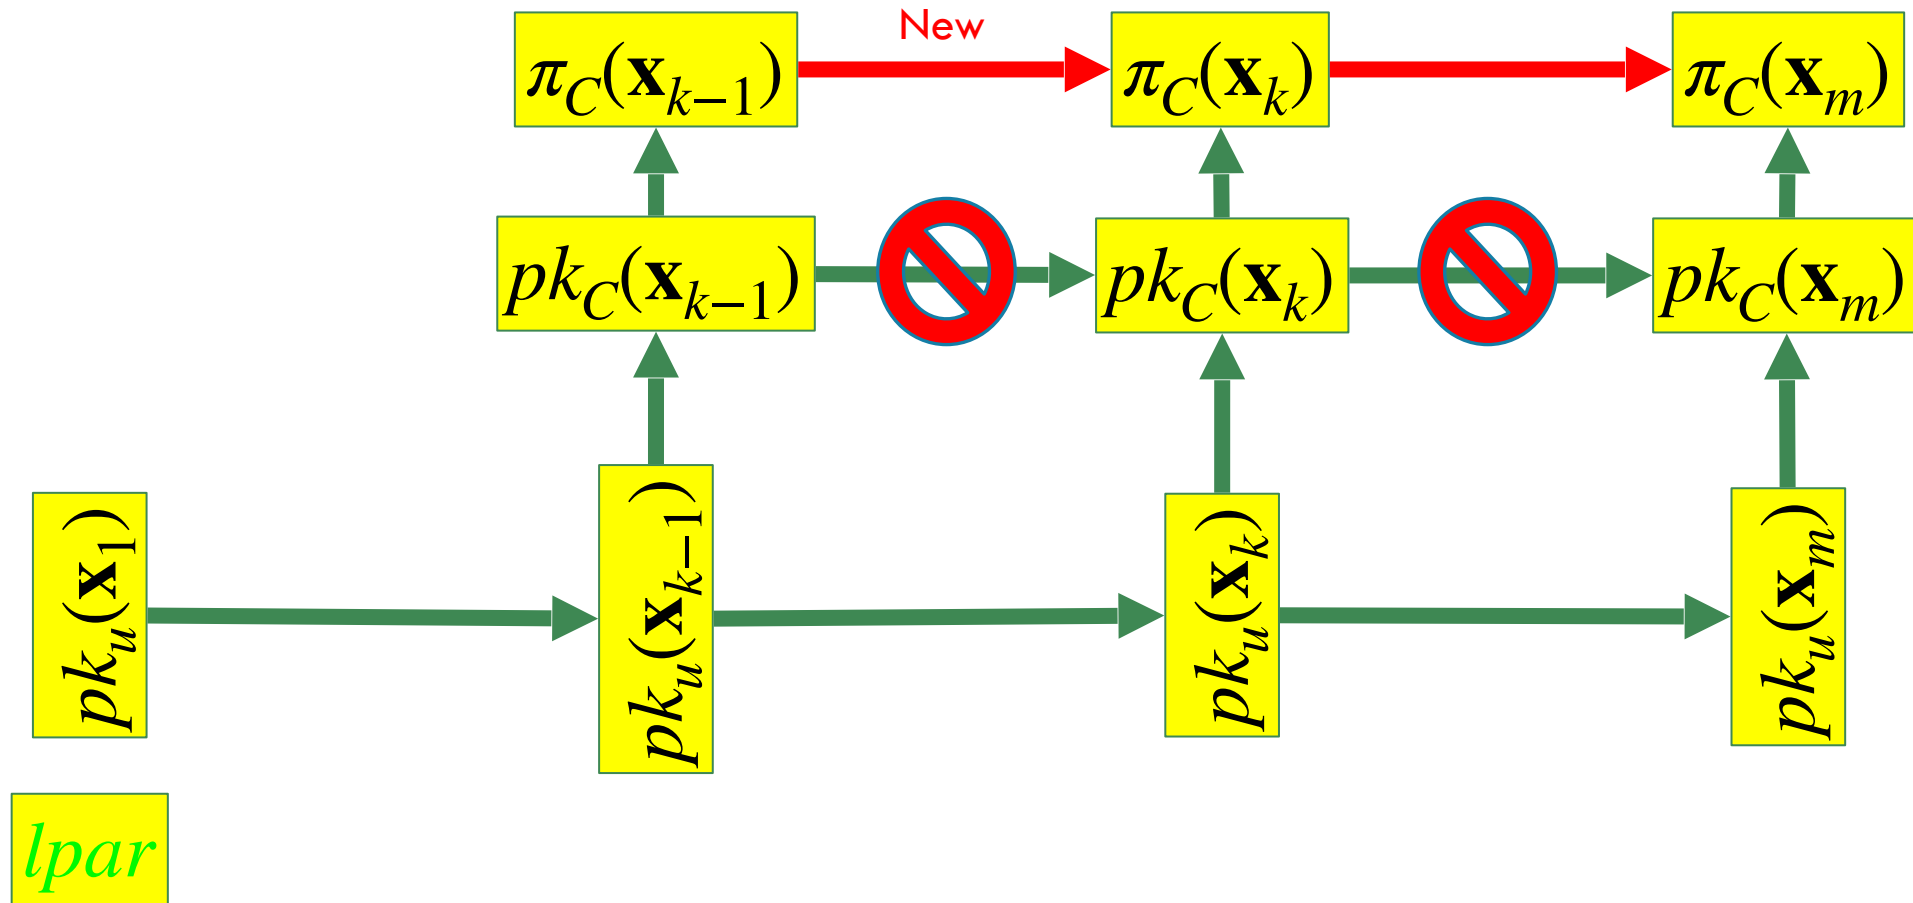 New
π_C(𝐱_{k−1})
π_C(𝐱_k)
π_C(𝐱_m)
pk_C(𝐱_{k−1})
pk_C(𝐱_k)
pk_C(𝐱_m)
pk_u(𝐱_1)
pk_u(𝐱_{k−1})
pk_u(𝐱_k)
pk_u(𝐱_m)
lpar